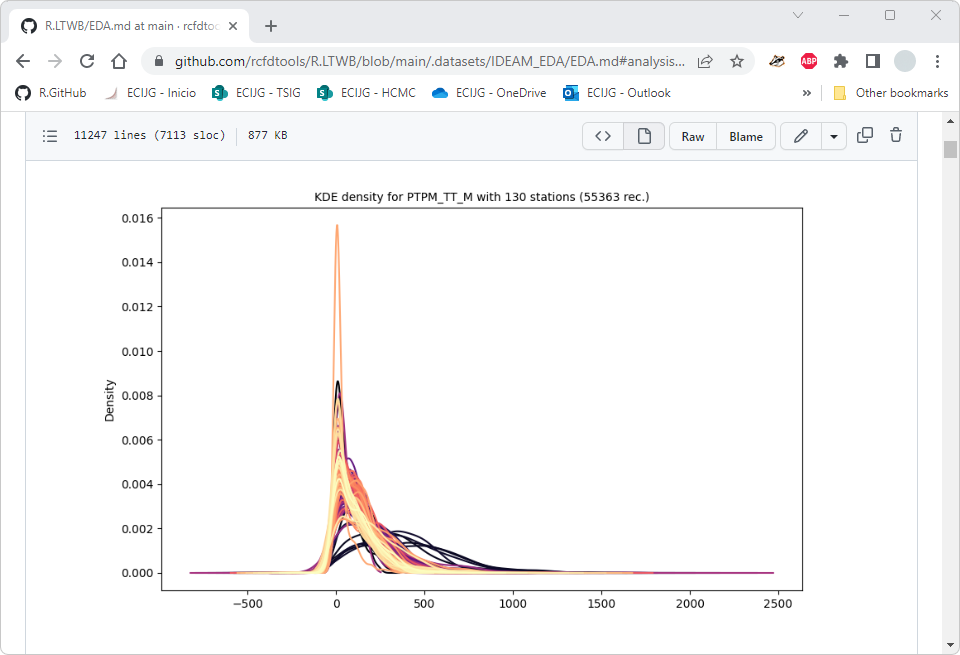 R.LTWB/EDA.md at main · rcfdtoo
github.com/rcfdtools/R.LTWB/blob/main/.datasets/IDEAM_EDA/EDA.md#analysis...
ABP
R.GitHub
ECIJG - Inicio
S ECIJG - TSIG
S ECIJG - HCMC
ECIJG - OneDrive
ECIJG - Outlook
»
Other bookmarks
11247 lines (7113 sloc) 877 KB
<> Raw Blame
KDE density for PTPM_TT_M with 130 stations (55363 rec.)
0.016
0.014
0.012
0.010
0.008
0.006
0.004
0.002
0.000
Density
−500 0 500 1000 1500 2000 2500